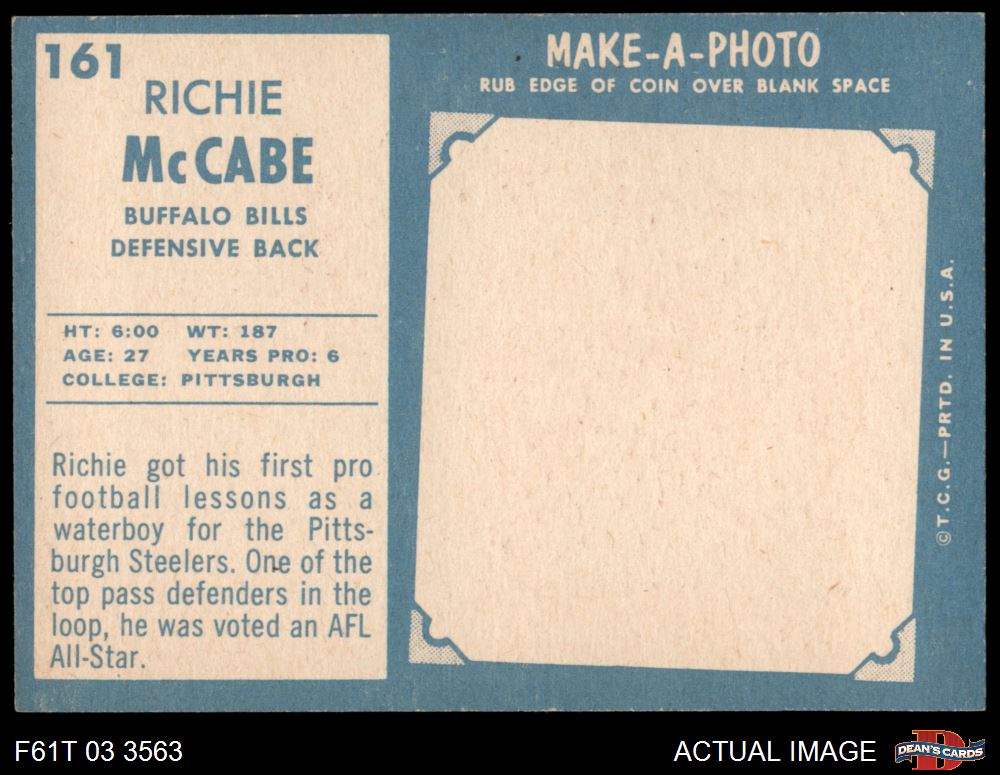 161
RICHIE
McCABE
BUFFALO BILLS
DEFENSIVE BACK
HT: 6:00 WT: 187
AGE: 27 YEARS PRO: 6
COLLEGE: PITTSBURGH
Richie got his first pro
football lessons as a
waterboy for the Pitts-
burgh Steelers. One of the
top pass defenders in the
loop, he was voted an AFL
All-Star.
MAKE-A-PHOTO
RUB EDGE OF COIN OVER BLANK SPACE
©T.C.G.—PRTD. IN U.S.A.
F61T 03 3563
ACTUAL IMAGE
D
DEAN'S CARDS